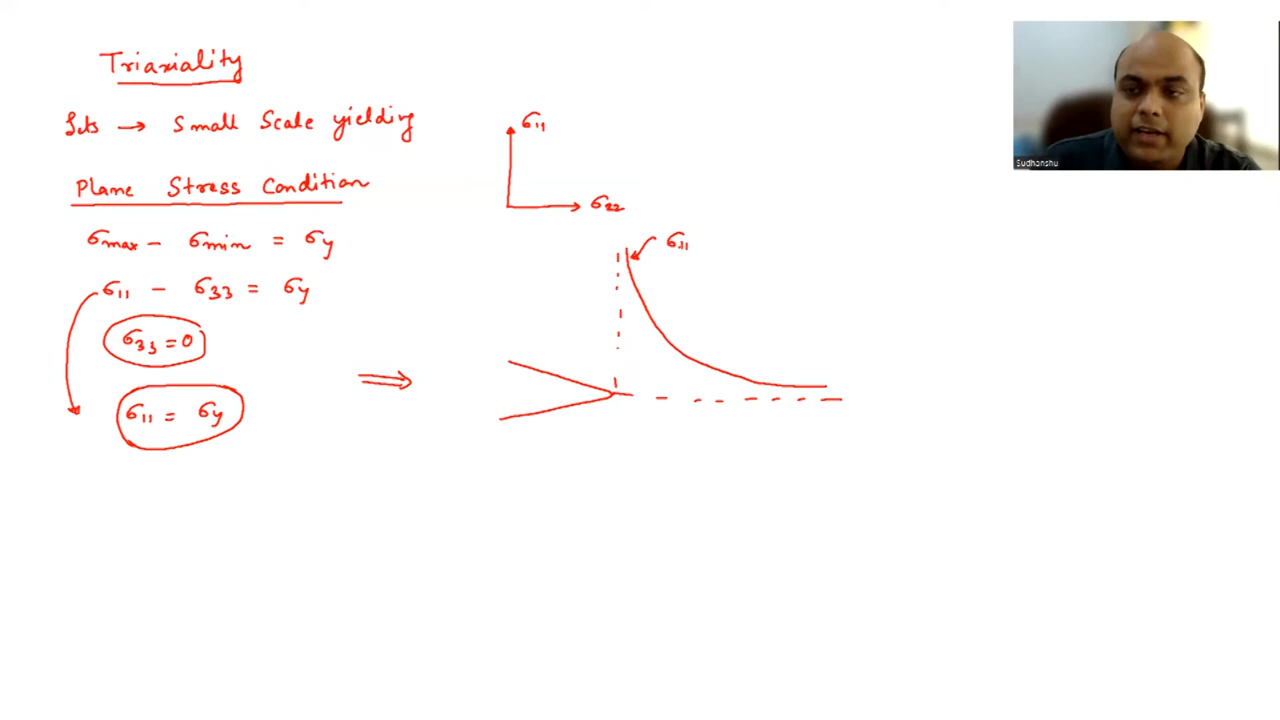 Triaxiality
Lets → Small Scale yielding
Plane Stress Condition
σmax - σmin = σy
σ11 - σ33 = σy
σ33 = 0
σ11 = σy
⇒
σ11
σ22
σ11
Sudhanshu